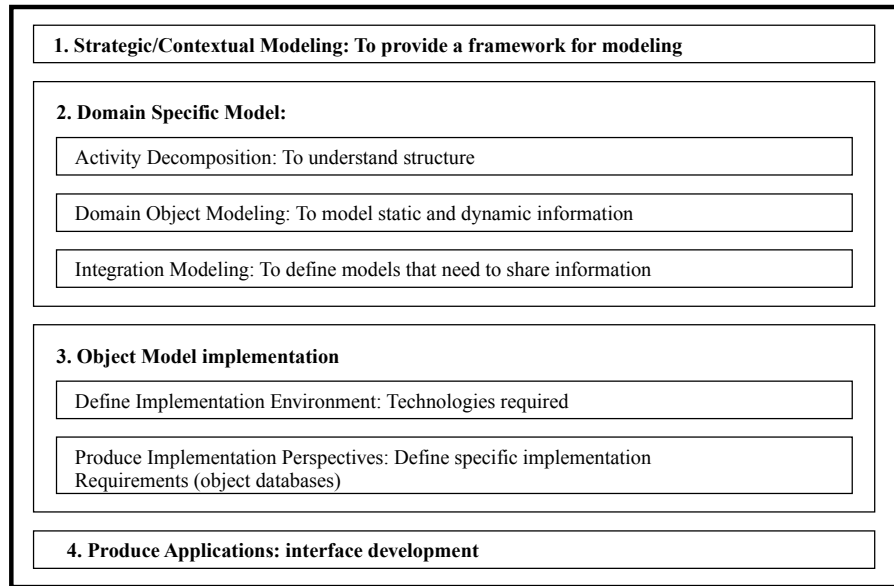 1. Strategic/Contextual Modeling: To provide a framework for modeling
2. Domain Specific Model:
Activity Decomposition: To understand structure
Domain Object Modeling: To model static and dynamic information
Integration Modeling: To define models that need to share information
3. Object Model implementation
Define Implementation Environment: Technologies required
Produce Implementation Perspectives: Define specific implementation
Requirements (object databases)
4. Produce Applications: interface development